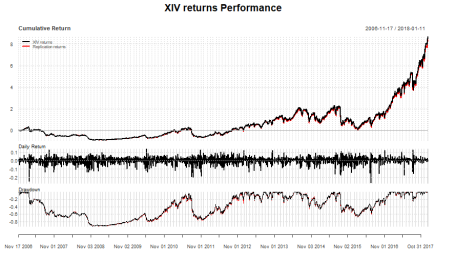 XIV returns Performance
Cumulative Return
2006-11-17 / 2018-01-11
XIV returns
Replication returns
8
6
4
2
0
Daily Return
0.1
0.0
-0.1
-0.2
Drawdown
-0.2
-0.4
-0.6
-0.8
Nov 17 2006 Nov 01 2007 Nov 03 2008 Nov 02 2009 Nov 01 2010 Nov 01 2011 Nov 01 2012 Nov 01 2013 Nov 03 2014 Nov 02 2015 Nov 01 2016 Oct 31 2017